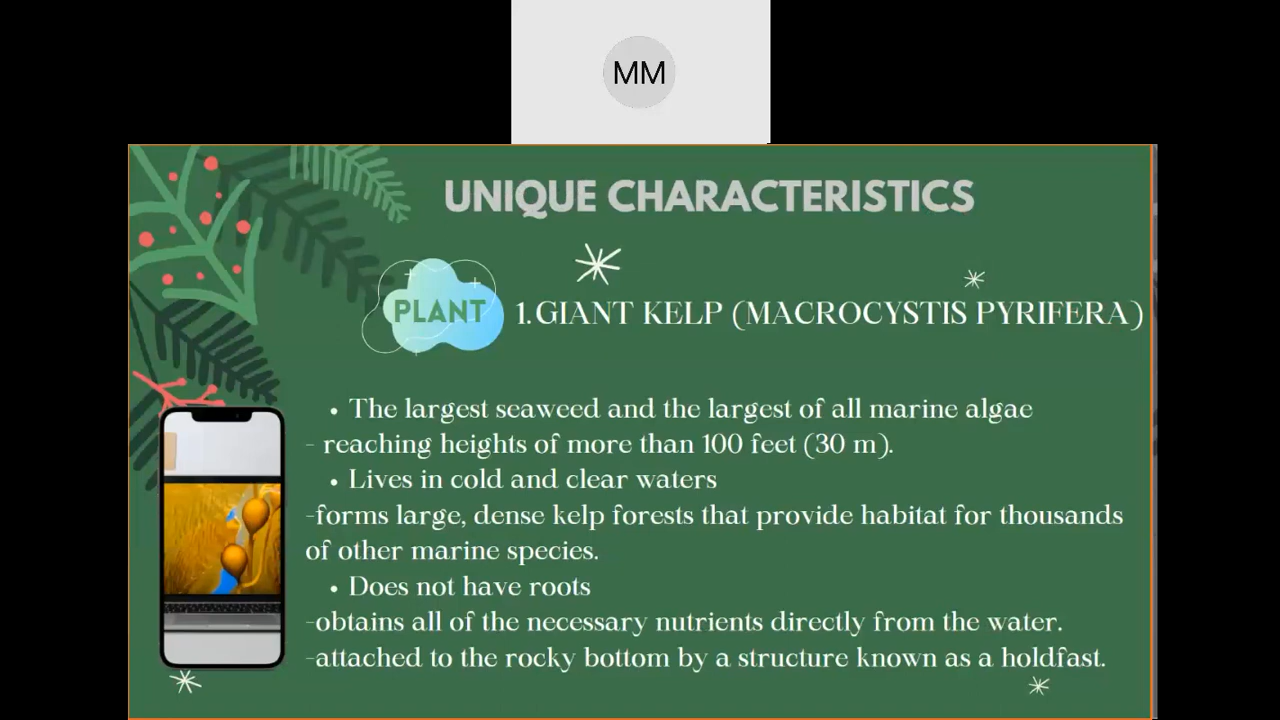 MM
UNIQUE CHARACTERISTICS
PLANT
1. GIANT KELP (MACROCYSTIS PYRIFERA)
• The largest seaweed and the largest of all marine algae
- reaching heights of more than 100 feet (30 m).
• Lives in cold and clear waters
-forms large, dense kelp forests that provide habitat for thousands
of other marine species.
• Does not have roots
-obtains all of the necessary nutrients directly from the water.
-attached to the rocky bottom by a structure known as a holdfast.